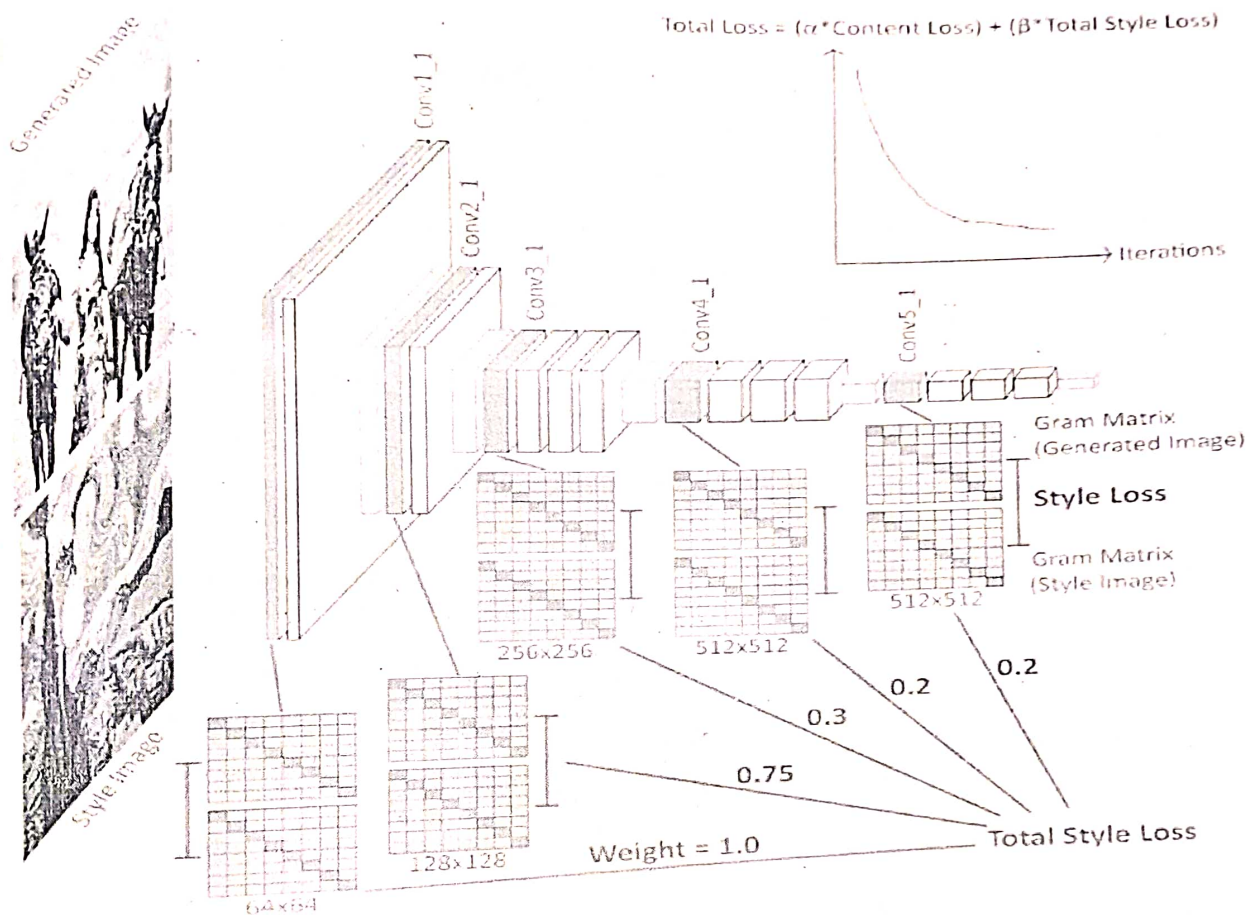 Total Loss = (α*Content Loss) + (β*Total Style Loss)
Generated Image
Conv1_1
Conv2_1
Conv3_1
Iterations
Conv4_1
Conv5_1
Gram Matrix
(Generated Image)
Style Loss
Gram Matrix
(Style Image)
512x512
256x256
512x512
0.2
0.2
0.3
0.75
Style Image
Total Style Loss
Weight = 1.0
128x128
64x64